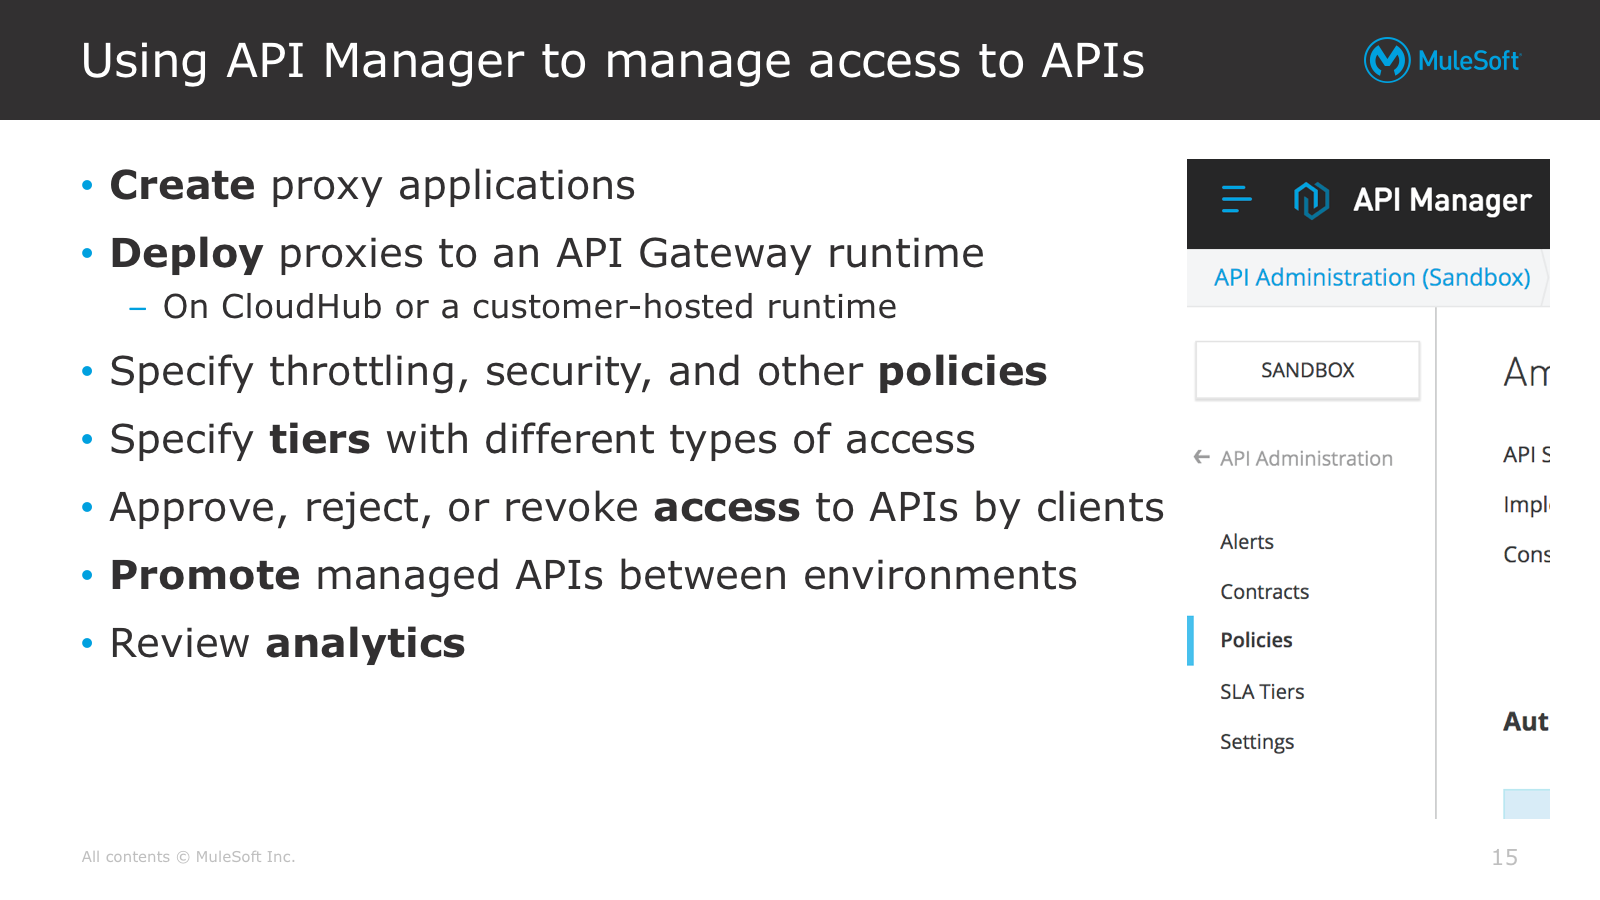 Using API Manager to manage access to APIs
MuleSoft
• Create proxy applications
• Deploy proxies to an API Gateway runtime
– On CloudHub or a customer-hosted runtime
• Specify throttling, security, and other policies
• Specify tiers with different types of access
• Approve, reject, or revoke access to APIs by clients
• Promote managed APIs between environments
• Review analytics
API Manager
API Administration (Sandbox)
SANDBOX
← API Administration
Alerts
Contracts
Policies
SLA Tiers
Settings
Am
API S
Impl
Cons
Aut
All contents © MuleSoft Inc.
15